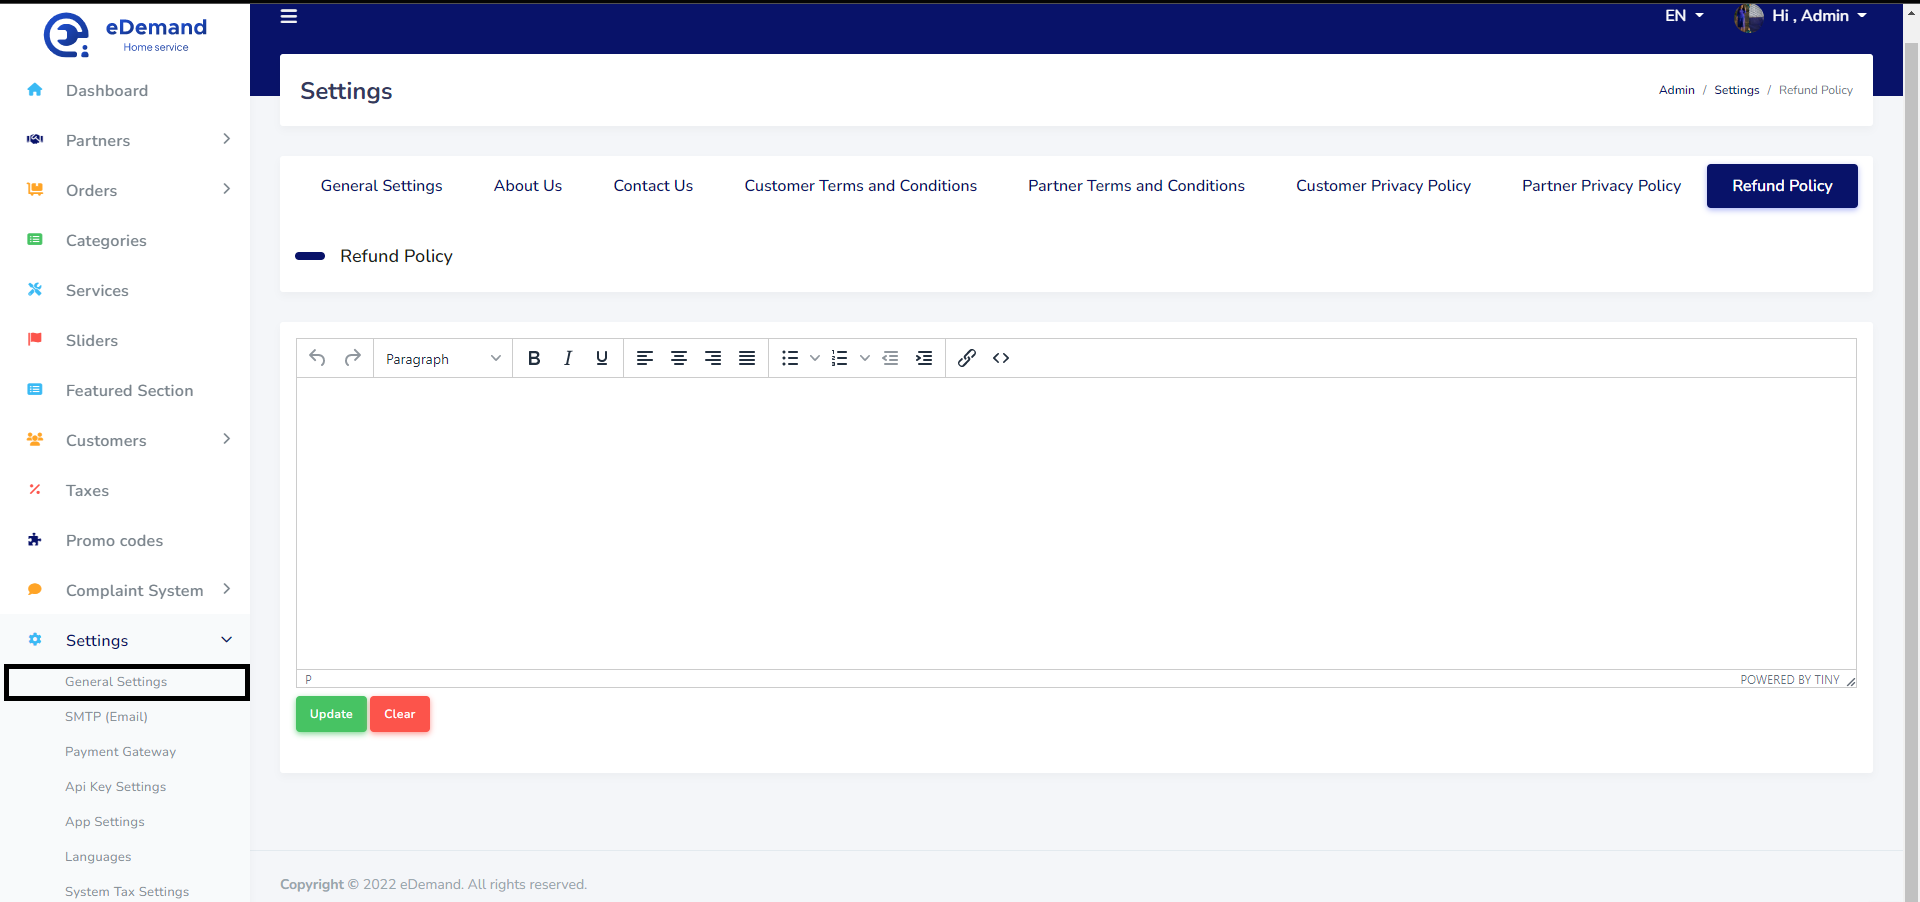 eDemand
Home service
Dashboard
Partners
Orders
Categories
Services
Sliders
Featured Section
Customers
Taxes
Promo codes
Complaint System
Settings
General Settings
SMTP (Email)
Payment Gateway
Api Key Settings
App Settings
Languages
System Tax Settings
EN
Hi , Admin
Settings
Admin / Settings / Refund Policy
General Settings About Us Contact Us Customer Terms and Conditions Partner Terms and Conditions Customer Privacy Policy Partner Privacy Policy Refund Policy
Refund Policy
Paragraph B I U
P
POWERED BY TINY
Update Clear
Copyright © 2022 eDemand. All rights reserved.